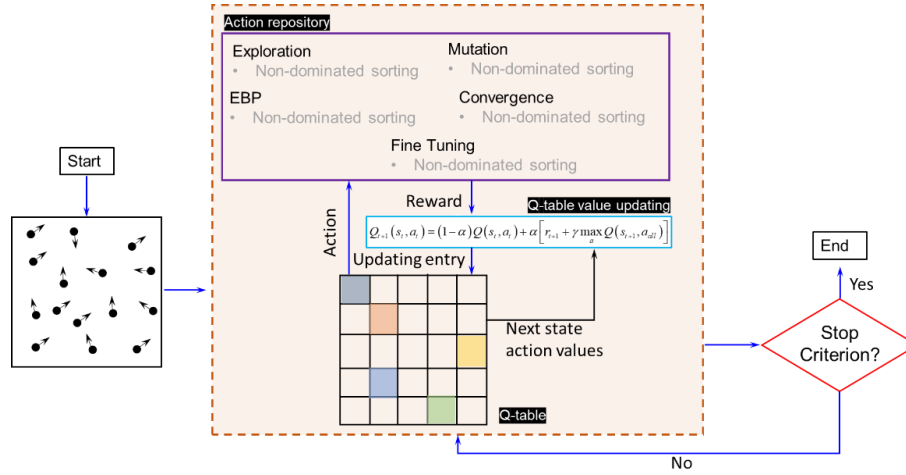 Action repository
Exploration
• Non-dominated sorting
Mutation
• Non-dominated sorting
EBP
• Non-dominated sorting
Convergence
• Non-dominated sorting
Fine Tuning
• Non-dominated sorting
Start
Action
Reward
Q-table value updating
Q_{t+1}(s_t, a_t) = (1-α)Q(s_t, a_t) + α[r_{t+1} + γ max_a Q(s_{t+1}, a_{all})]
Updating entry
Next state
action values
Q-table
End
Yes
Stop
Criterion?
No